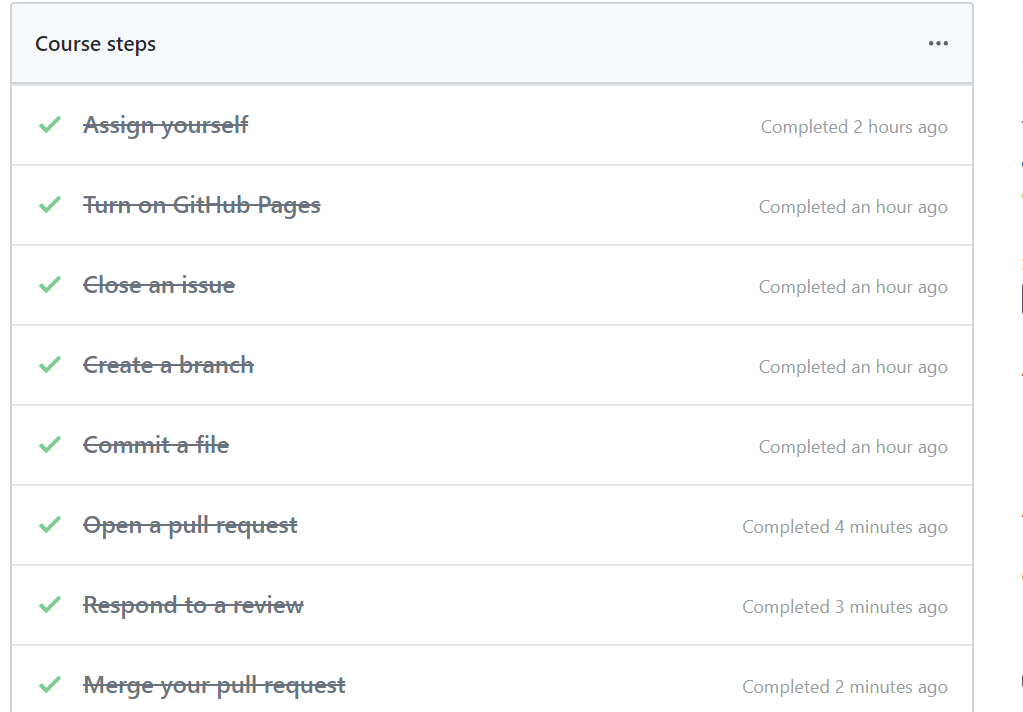 Course steps
Assign yourself Completed 2 hours ago
Turn on GitHub Pages Completed an hour ago
Close an issue Completed an hour ago
Create a branch Completed an hour ago
Commit a file Completed an hour ago
Open a pull request Completed 4 minutes ago
Respond to a review Completed 3 minutes ago
Merge your pull request Completed 2 minutes ago